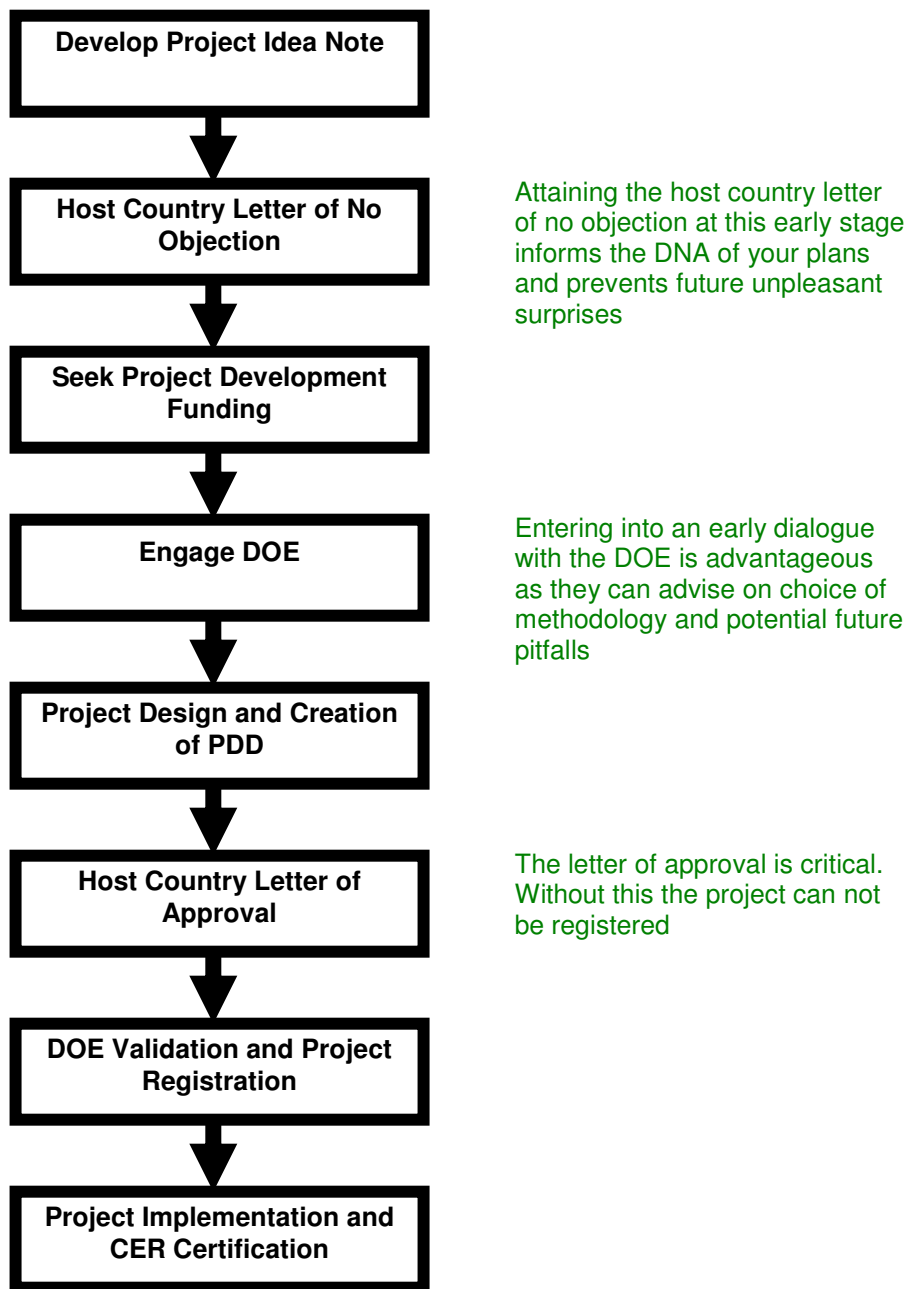 Develop Project Idea Note
Host Country Letter of No
Objection
Attaining the host country letter
of no objection at this early stage
informs the DNA of your plans
and prevents future unpleasant
surprises
Seek Project Development
Funding
Engage DOE
Entering into an early dialogue
with the DOE is advantageous
as they can advise on choice of
methodology and potential future
pitfalls
Project Design and Creation
of PDD
Host Country Letter of
Approval
The letter of approval is critical.
Without this the project can not
be registered
DOE Validation and Project
Registration
Project Implementation and
CER Certification